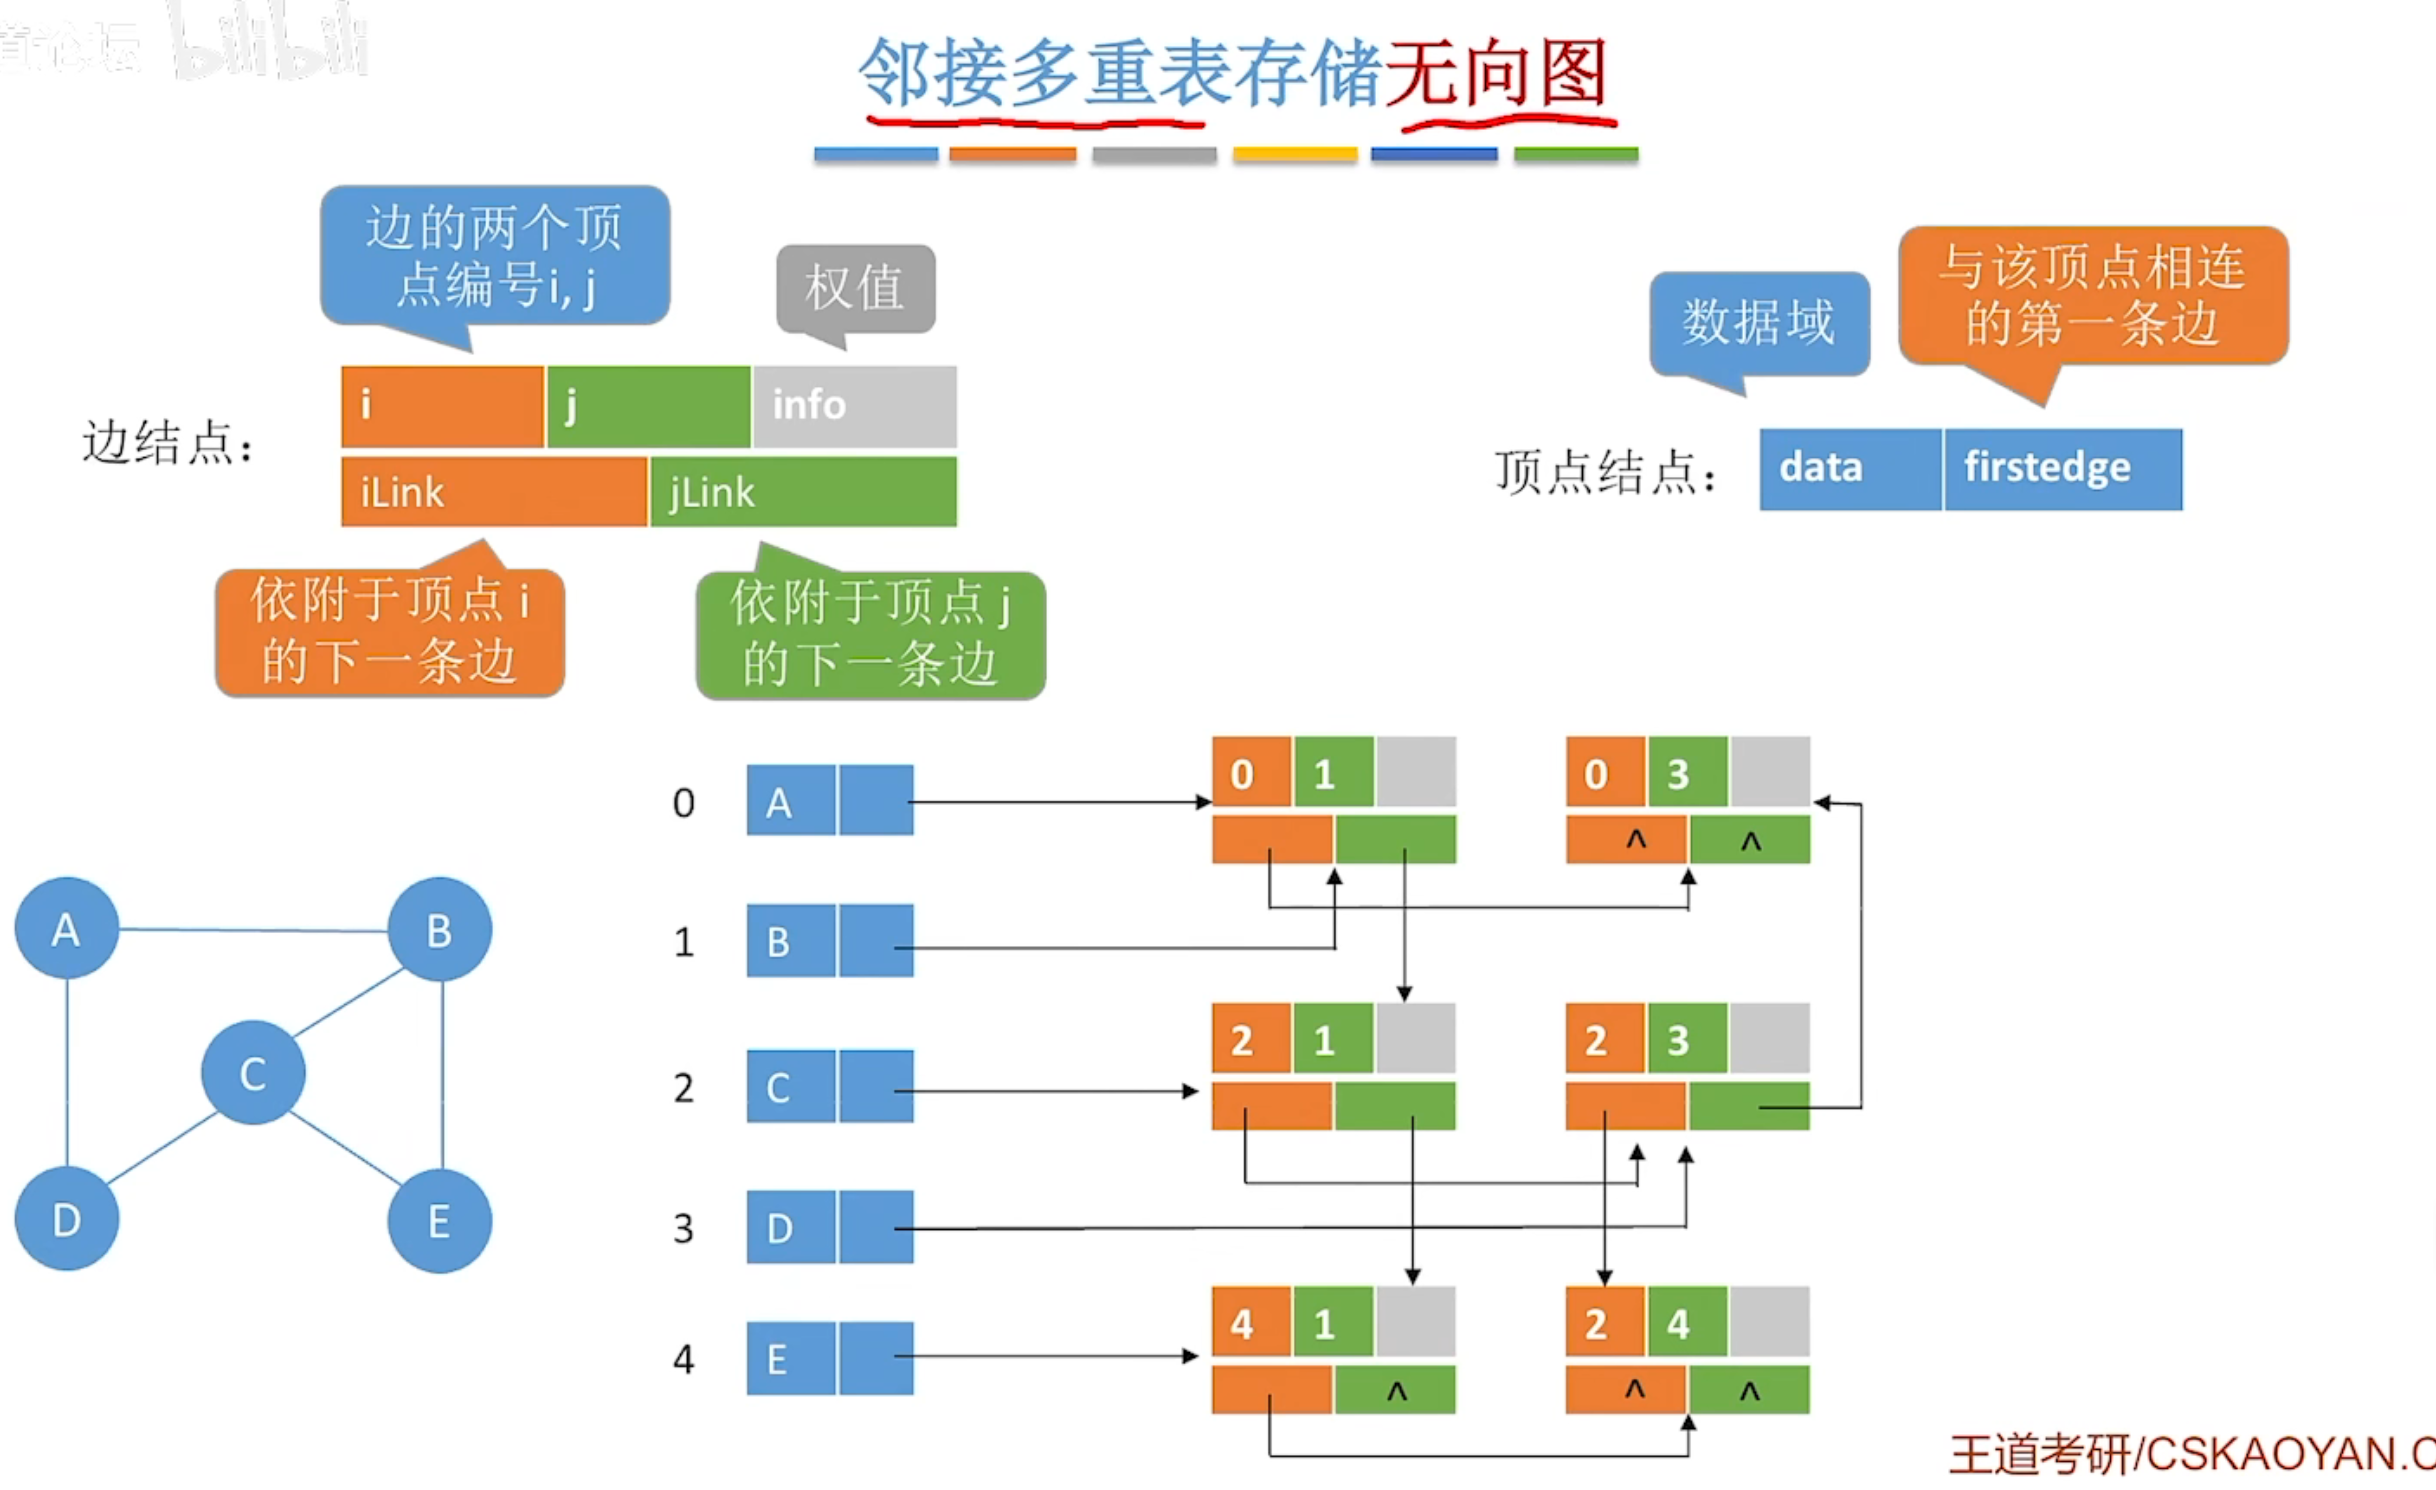 道论坛 bilibili
邻接多重表存储无向图
边的两个顶
点编号i, j
权值
数据域
与该顶点相连
的第一条边
边结点：
i j info
iLink jLink
顶点结点：
data firstedge
依附于顶点 i
的下一条边
依附于顶点 j
的下一条边
0 A
0 1
^ ^
0 3
1 B
2 C
2 1
2 3
3 D
4 E
4 1
^
2 4
^ ^
A B
C
D E
王道考研/CSKAOYAN.C